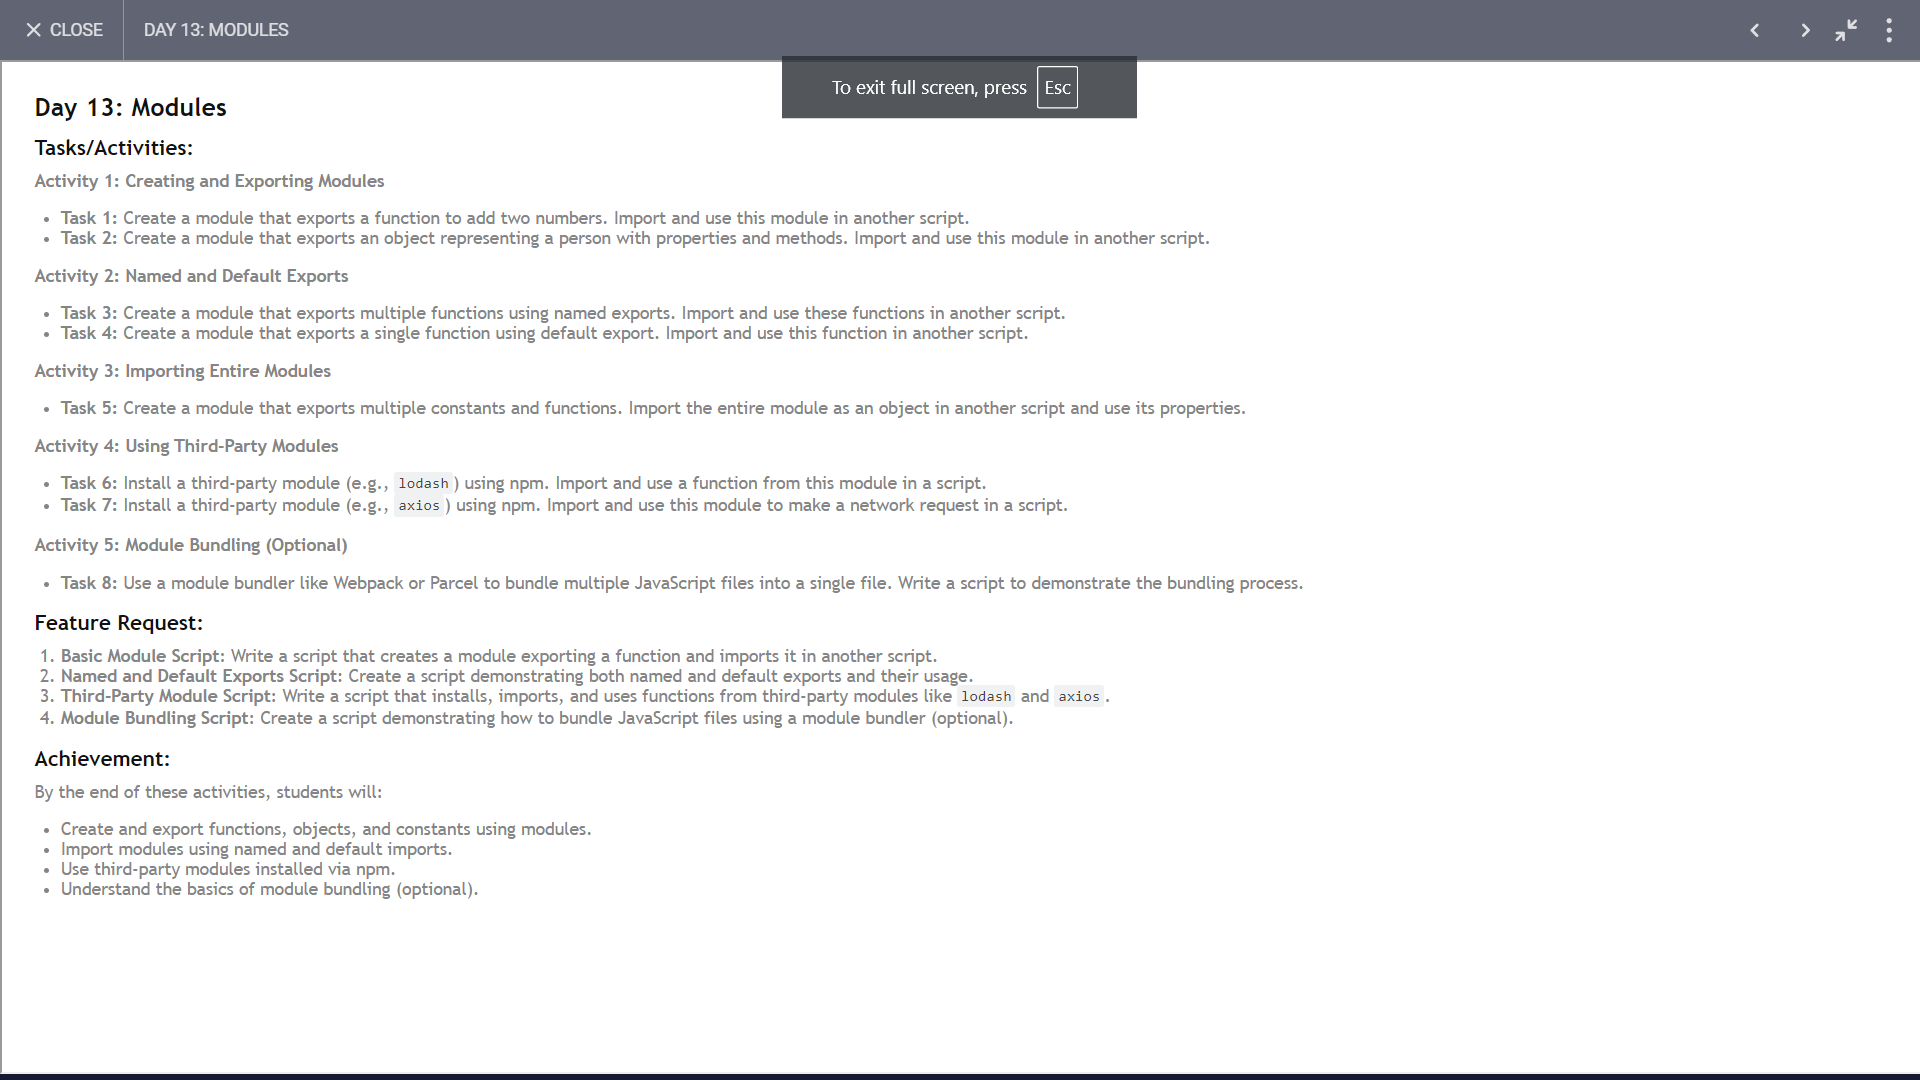 CLOSE
DAY 13: MODULES
To exit full screen, press Esc
Day 13: Modules
Tasks/Activities:
Activity 1: Creating and Exporting Modules
• Task 1: Create a module that exports a function to add two numbers. Import and use this module in another script.
• Task 2: Create a module that exports an object representing a person with properties and methods. Import and use this module in another script.
Activity 2: Named and Default Exports
• Task 3: Create a module that exports multiple functions using named exports. Import and use these functions in another script.
• Task 4: Create a module that exports a single function using default export. Import and use this function in another script.
Activity 3: Importing Entire Modules
• Task 5: Create a module that exports multiple constants and functions. Import the entire module as an object in another script and use its properties.
Activity 4: Using Third-Party Modules
• Task 6: Install a third-party module (e.g., lodash) using npm. Import and use a function from this module in a script.
• Task 7: Install a third-party module (e.g., axios) using npm. Import and use this module to make a network request in a script.
Activity 5: Module Bundling (Optional)
• Task 8: Use a module bundler like Webpack or Parcel to bundle multiple JavaScript files into a single file. Write a script to demonstrate the bundling process.
Feature Request:
1. Basic Module Script: Write a script that creates a module exporting a function and imports it in another script.
2. Named and Default Exports Script: Create a script demonstrating both named and default exports and their usage.
3. Third-Party Module Script: Write a script that installs, imports, and uses functions from third-party modules like lodash and axios.
4. Module Bundling Script: Create a script demonstrating how to bundle JavaScript files using a module bundler (optional).
Achievement:
By the end of these activities, students will:
• Create and export functions, objects, and constants using modules.
• Import modules using named and default imports.
• Use third-party modules installed via npm.
• Understand the basics of module bundling (optional).